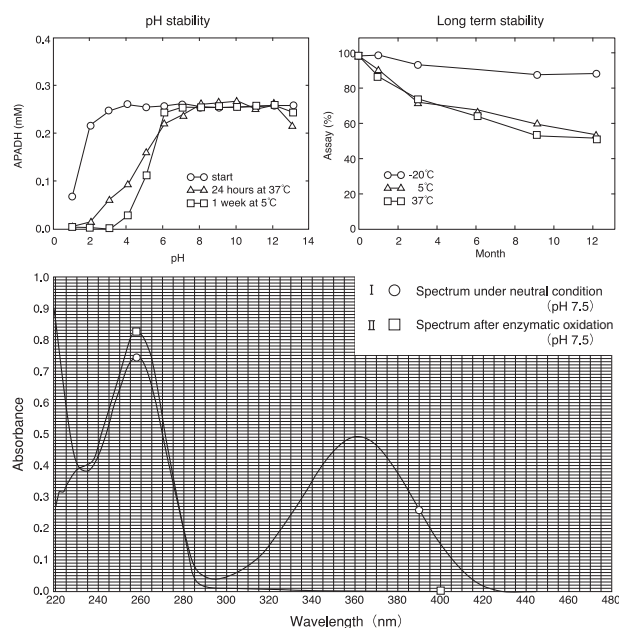 pH stability
APADH (mM)
0.4
0.3
0.2
0.1
0.0
start
24 hours at 37℃
1 week at 5℃
0 2 4 6 8 10 12 14
pH
Long term stability
Assay (%)
100
80
60
40
20
0
-20℃
5℃
37℃
0 2 4 6 8 10 12
Month
Absorbance
1.0
0.9
0.8
0.7
0.6
0.5
0.4
0.3
0.2
0.1
0.0
I Spectrum under neutral condition
(pH 7.5)
II Spectrum after enzymatic oxidation
(pH 7.5)
220 240 260 280 300 320 340 360 380 400 420 440 460 480
Wavelength (nm)